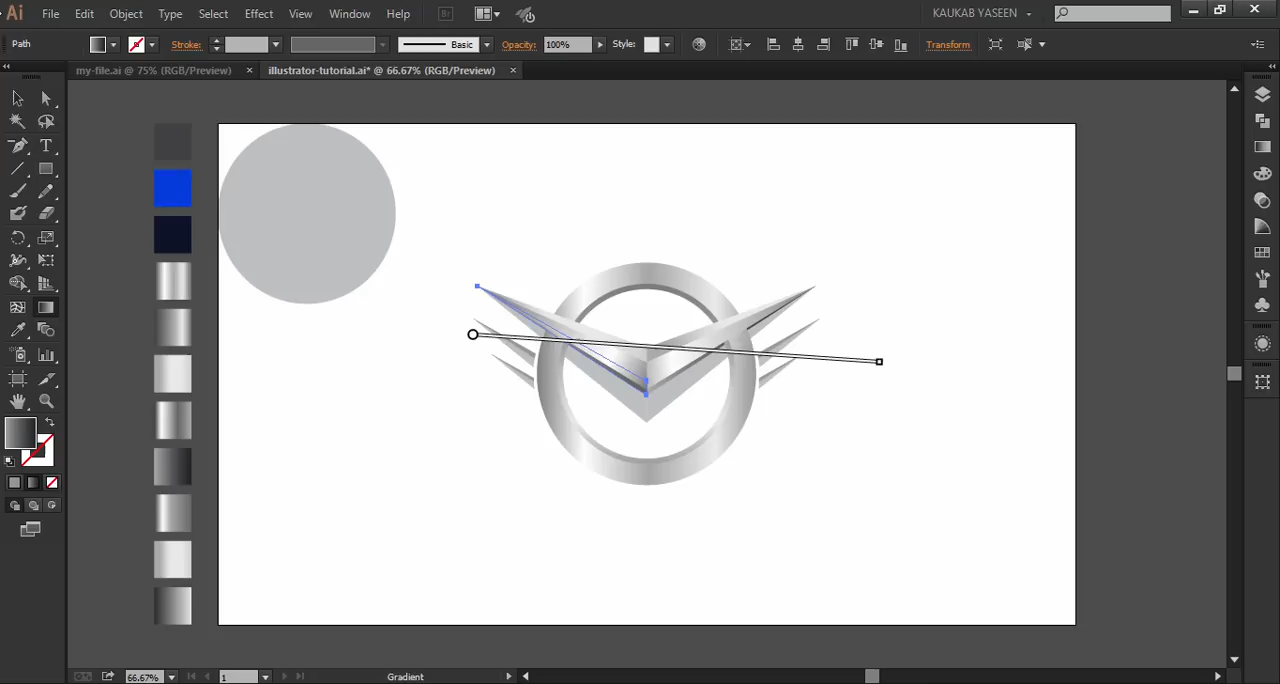 Ai File Edit Object Type Select Effect View Window Help Br KAUKAB YASEEN
Path Stroke: Basic Opacity: 100% Style: Transform
my-file.ai @ 75% (RGB/Preview) × illustrator-tutorial.ai* @ 66.67% (RGB/Preview) ×
T
66.67% 1 Gradient